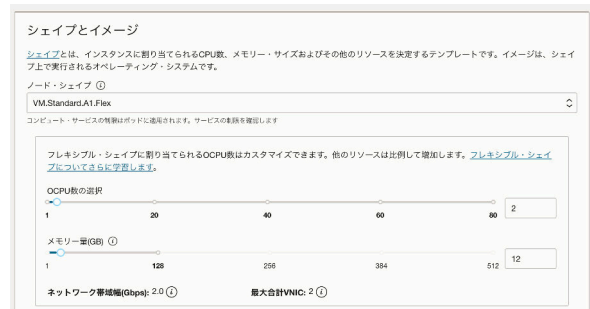 シェイプとイメージ
シェイプとは、インスタンスに割り当てられるCPU数、メモリー・サイズおよびその他のリソースを決定するテンプレートです。イメージは、シェイ
プ上で実行されるオペレーティング・システムです。
ノード・シェイプ
VM.Standard.A1.Flex
コンピュート・サービスの制限はポッドに適用されます。サービスの制限を確認します
フレキシブル・シェイプに割り当てられるOCPU数はカスタマイズできます。他のリソースは比例して増加します。フレキシブル・シェイ
プについてさらに学習します。
OCPU数の選択
1 20 40 60 80 2
メモリー量(GB)
1 128 256 384 512 12
ネットワーク帯域幅(Gbps): 2.0 最大合計VNIC: 2